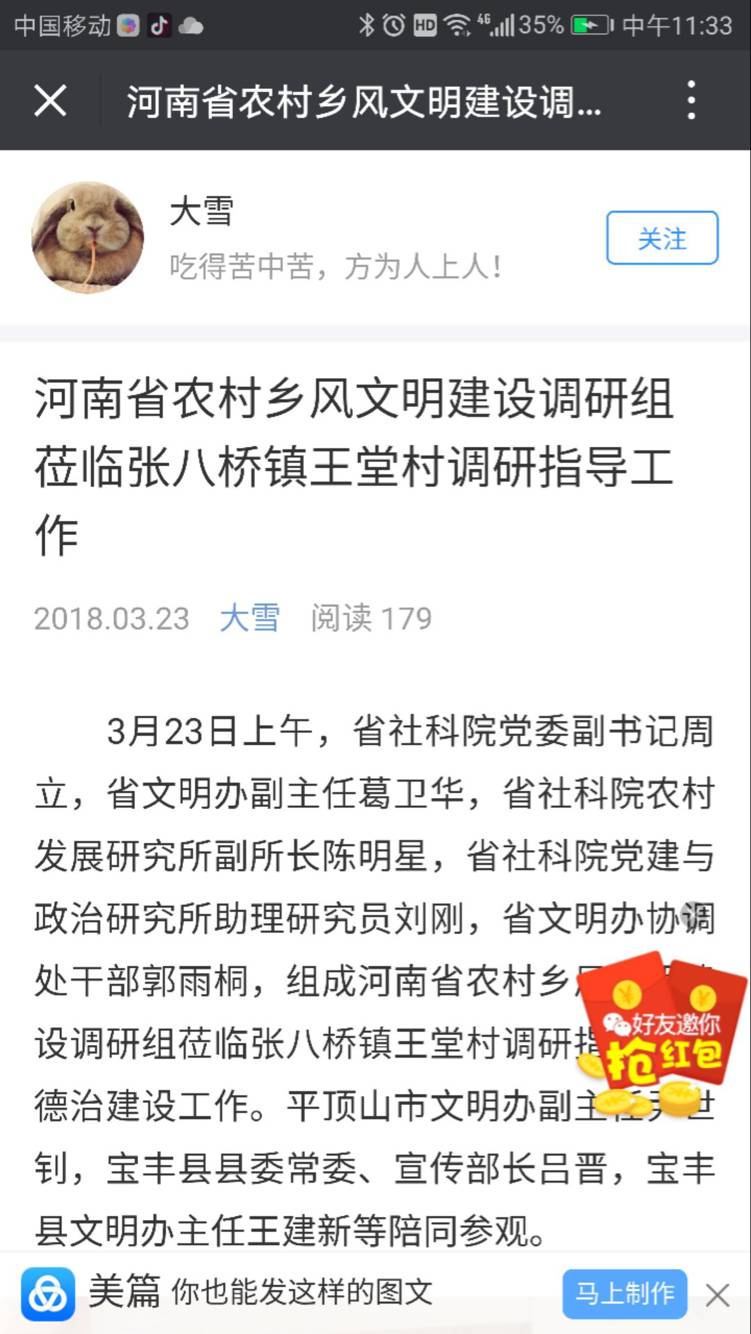 中国移动 HD 4G 35% 中午11:33
河南省农村乡风文明建设调...
大雪
关注
吃得苦中苦，方为人上人！
河南省农村乡风文明建设调研组
莅临张八桥镇王堂村调研指导工
作
2018.03.23 大雪 阅读 179
3月23日上午，省社科院党委副书记周
立，省文明办副主任葛卫华，省社科院农村
发展研究所副所长陈明星，省社科院党建与
政治研究所助理研究员刘刚，省文明办协调
处干部郭雨桐，组成河南省农村乡
设调研组莅临张八桥镇王堂村调研指
好友邀你
抢红包
德治建设工作。平顶山市文明办副主任尹世
钊，宝丰县县委常委、宣传部长吕晋，宝丰
县文明办主任王建新等陪同参观。
美篇 你也能发这样的图文 马上制作